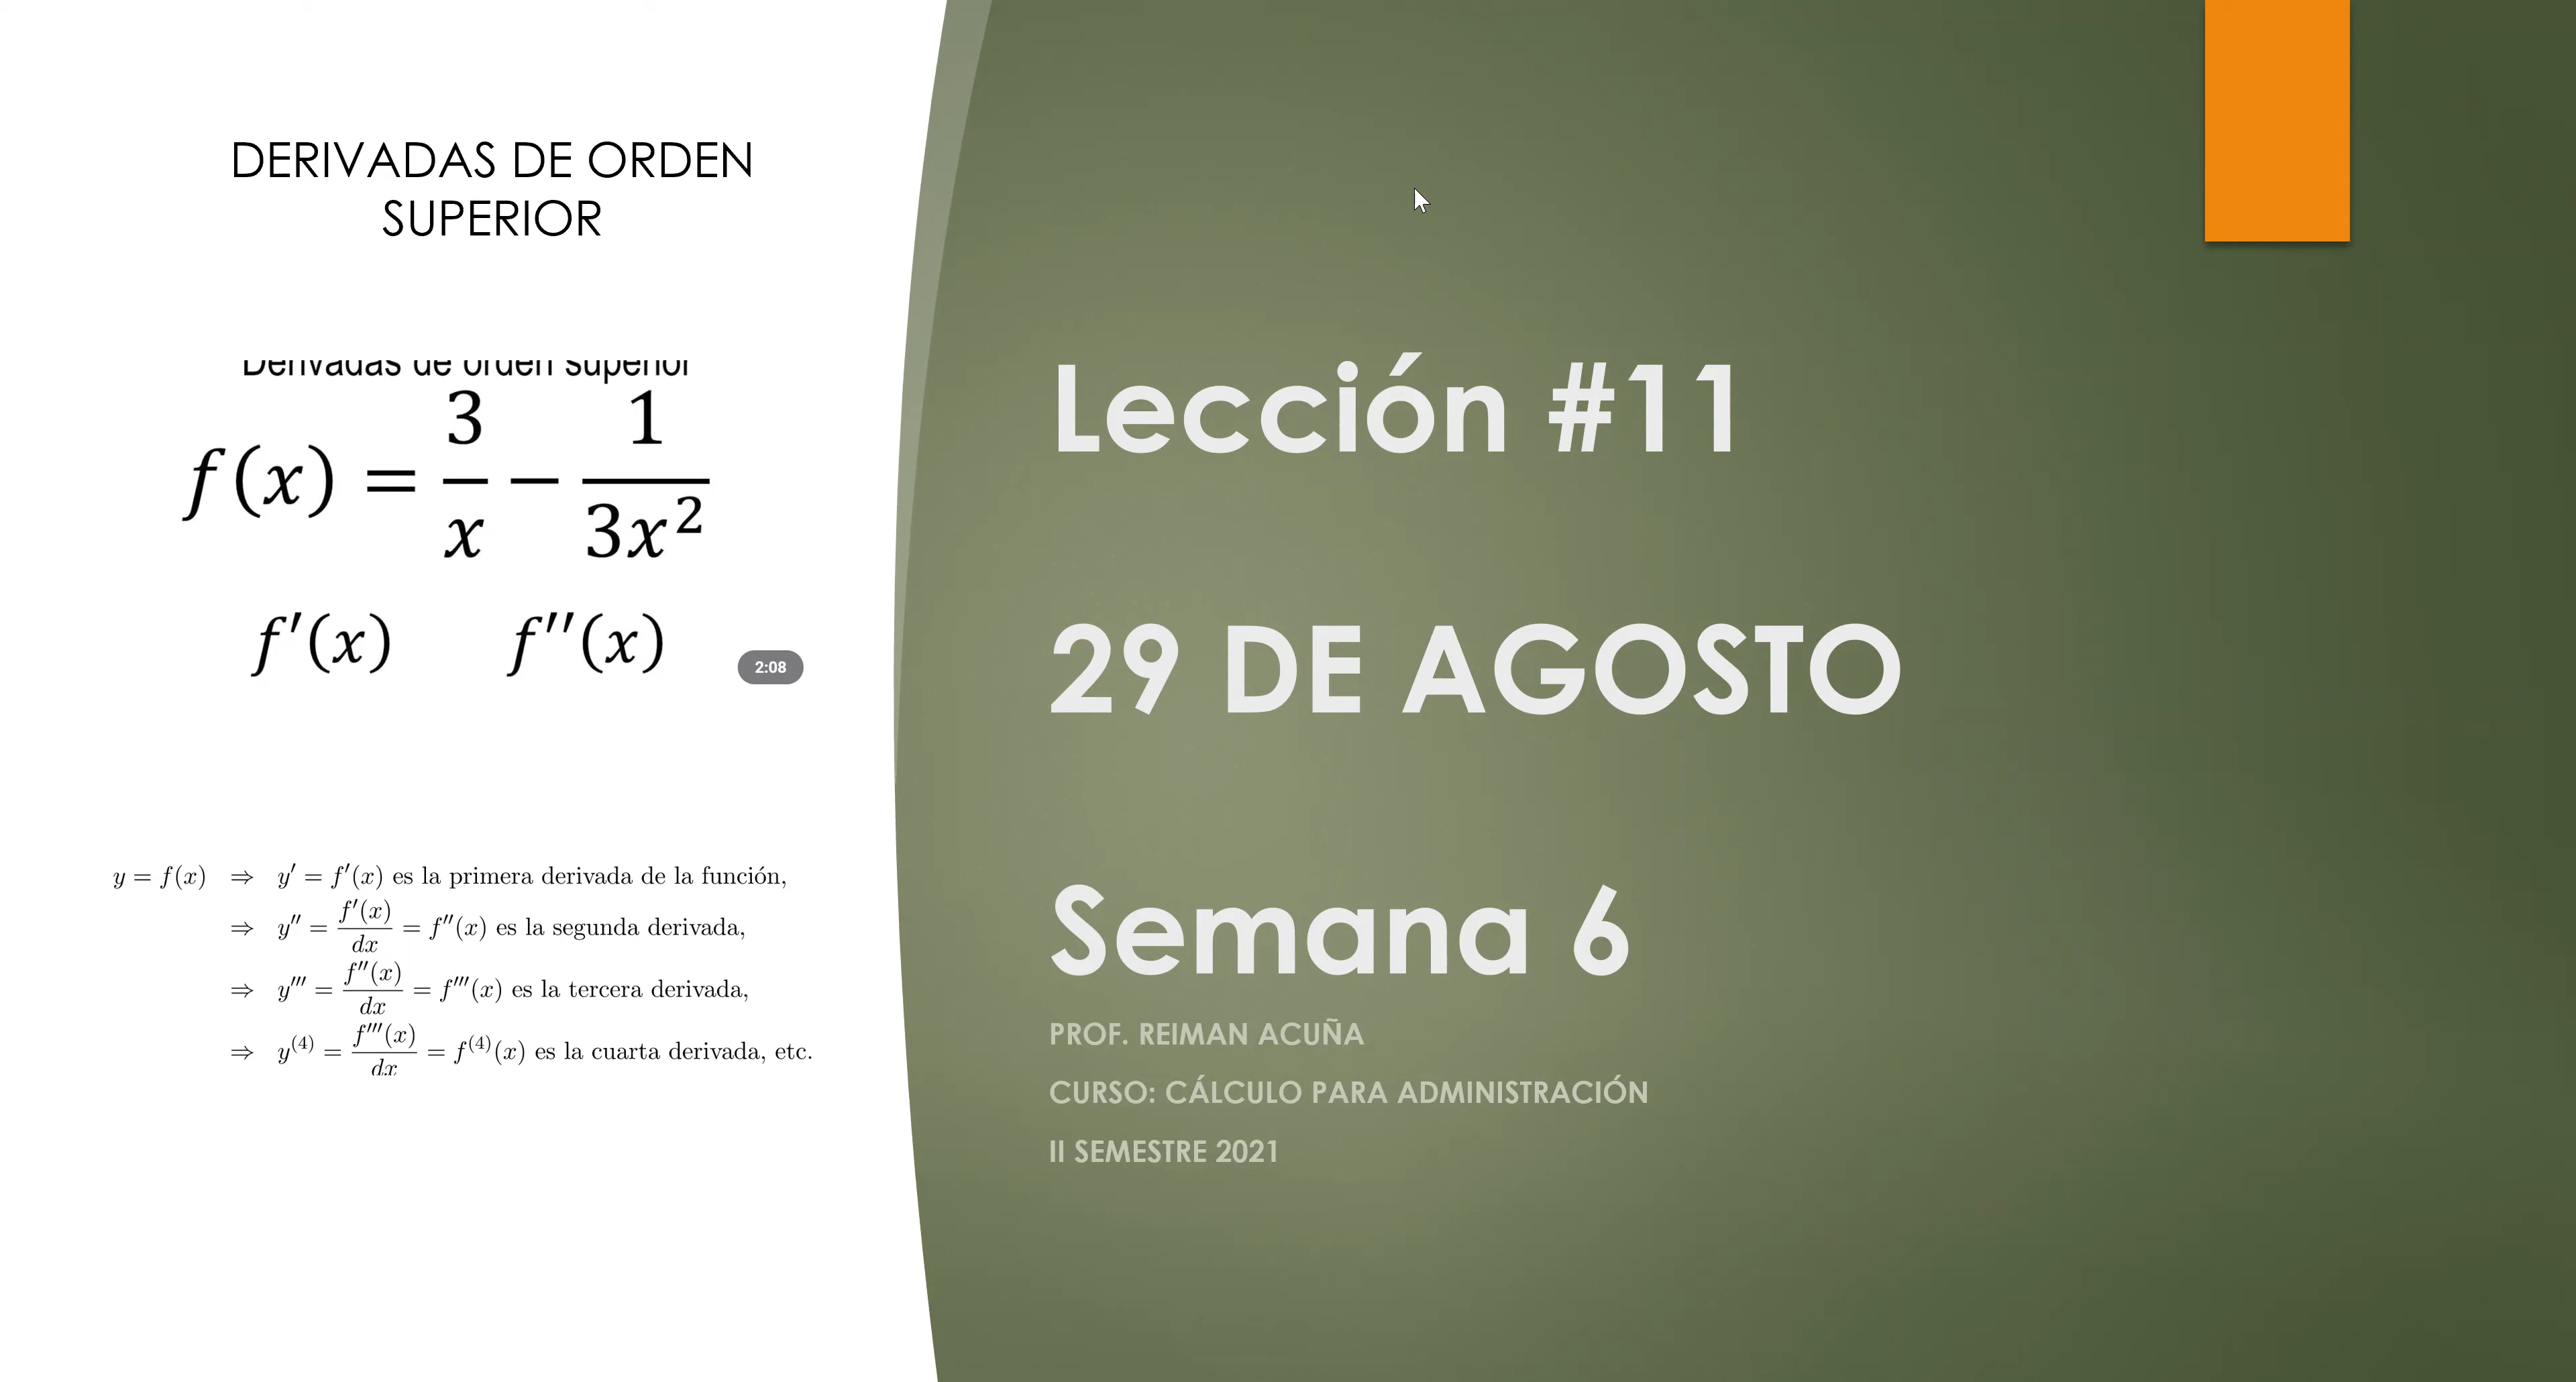 DERIVADAS DE ORDEN
SUPERIOR
Derivadas de orden superior
f(x) = 3/x − 1/(3x²)
f′(x) f″(x)
2:08
y = f(x) ⇒ y′ = f′(x) es la primera derivada de la función,
⇒ y″ = f′(x)/dx = f″(x) es la segunda derivada,
⇒ y‴ = f″(x)/dx = f‴(x) es la tercera derivada,
⇒ y⁽⁴⁾ = f‴(x)/dx = f⁽⁴⁾(x) es la cuarta derivada, etc.
Lección #11
29 DE AGOSTO
Semana 6
PROF. REIMAN ACUÑA
CURSO: CÁLCULO PARA ADMINISTRACIÓN
II SEMESTRE 2021